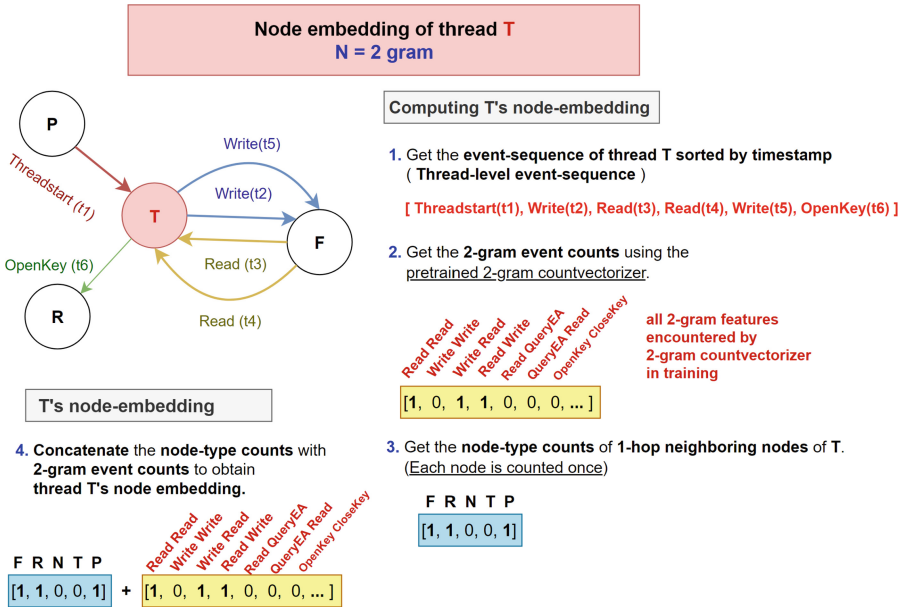 Node embedding of thread T
N = 2 gram
P
Threadstart (t1)
T
Write(t5)
Write(t2)
F
Read (t3)
Read (t4)
OpenKey (t6)
R
Computing T's node-embedding
1. Get the event-sequence of thread T sorted by timestamp
( Thread-level event-sequence )
[ Threadstart(t1), Write(t2), Read(t3), Read(t4), Write(t5), OpenKey(t6) ]
2. Get the 2-gram event counts using the
pretrained 2-gram countvectorizer.
Read Read
Write Write
Write Read
Read Write
Read QueryEA
QueryEA Read
OpenKey CloseKey
[1, 0, 1, 1, 0, 0, 0, ... ]
all 2-gram features
encountered by
2-gram countvectorizer
in training
3. Get the node-type counts of 1-hop neighboring nodes of T.
(Each node is counted once)
F R N T P
[1, 1, 0, 0, 1]
T's node-embedding
4. Concatenate the node-type counts with
2-gram event counts to obtain
thread T's node embedding.
Read Read
Write Write
Write Read
Read Write
Read QueryEA
QueryEA Read
OpenKey CloseKey
F R N T P
[1, 1, 0, 0, 1] + [1, 0, 1, 1, 0, 0, 0, ... ]